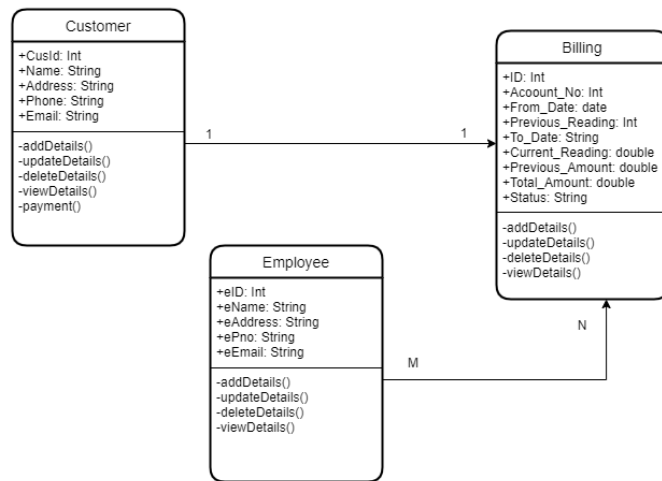 Customer
+CusId: Int
+Name: String
+Address: String
+Phone: String
+Email: String
-addDetails()
-updateDetails()
-deleteDetails()
-viewDetails()
-payment()
1
1
Billing
+ID: Int
+Acoount_No: Int
+From_Date: date
+Previous_Reading: Int
+To_Date: String
+Current_Reading: double
+Previous_Amount: double
+Total_Amount: double
+Status: String
-addDetails()
-updateDetails()
-deleteDetails()
-viewDetails()
Employee
+eID: Int
+eName: String
+eAddress: String
+ePno: String
+eEmail: String
-addDetails()
-updateDetails()
-deleteDetails()
-viewDetails()
M
N